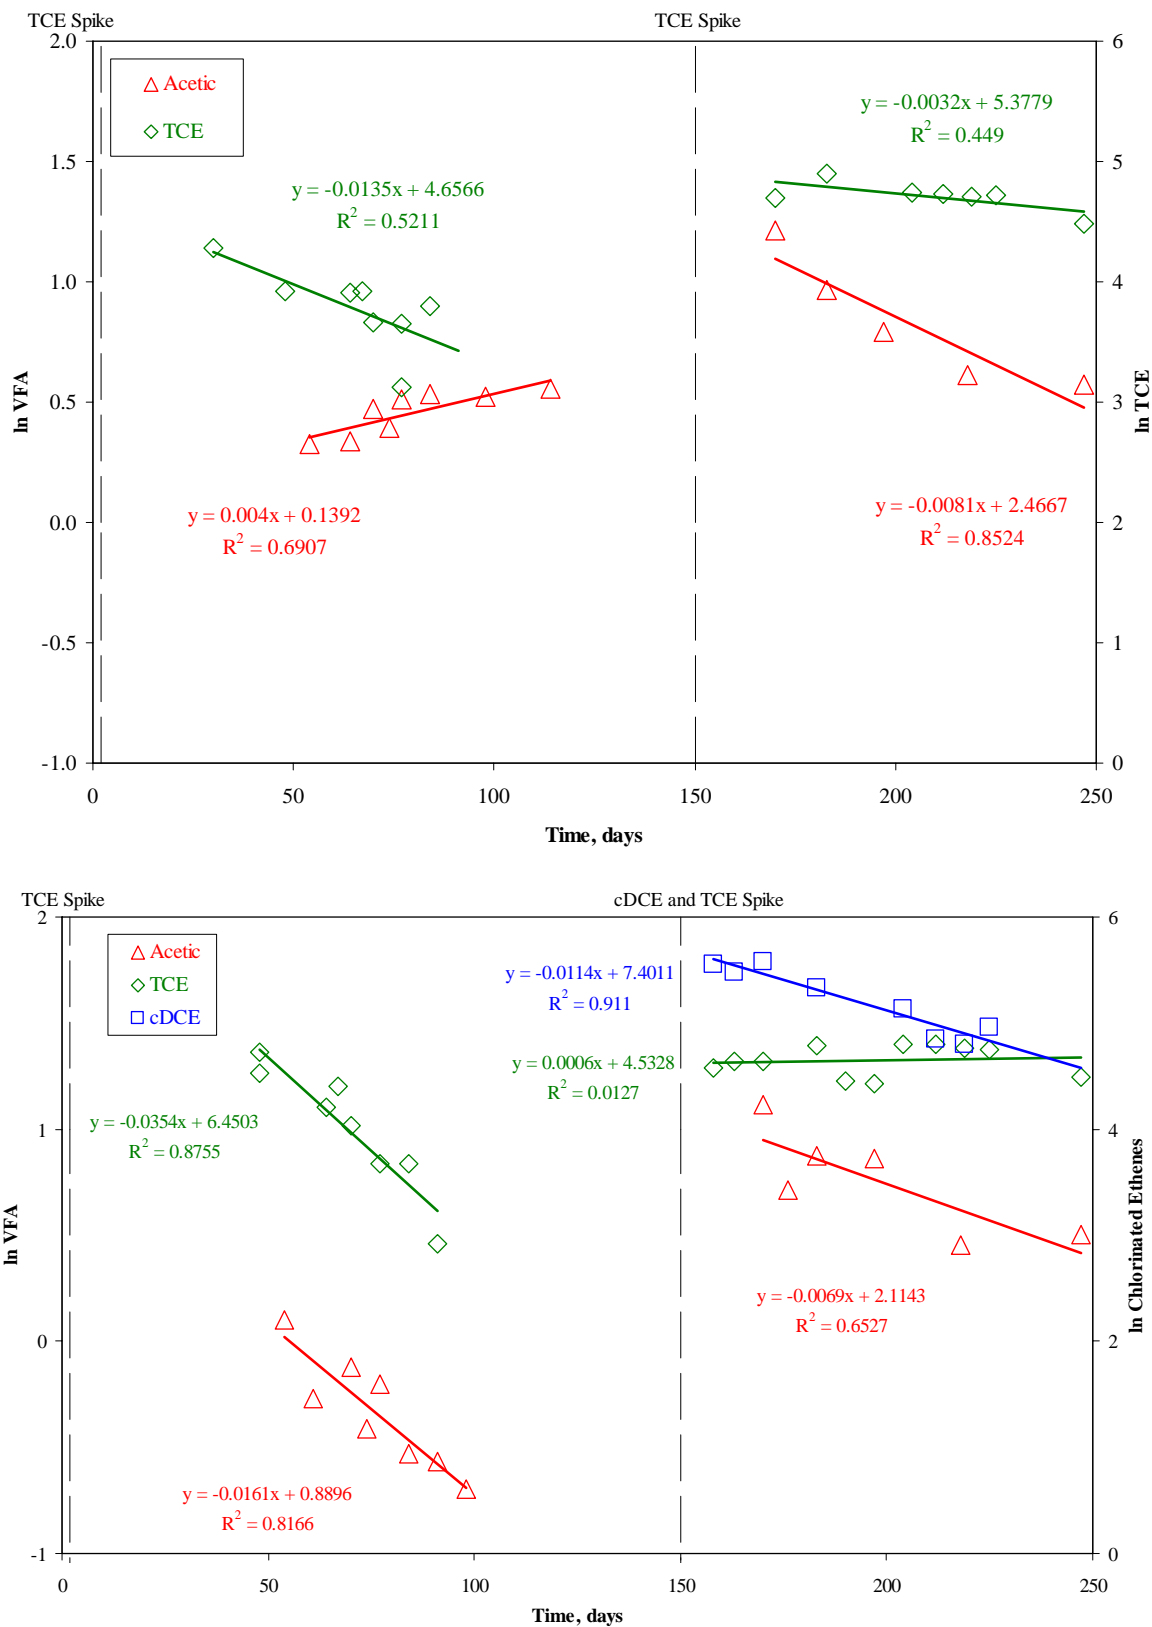 TCE Spike
TCE Spike
2.0
6
Acetic
TCE
y = -0.0032x + 5.3779
R² = 0.449
1.5
5
y = -0.0135x + 4.6566
R² = 0.5211
1.0
4
ln VFA
0.5
3
ln TCE
y = 0.004x + 0.1392
R² = 0.6907
y = -0.0081x + 2.4667
R² = 0.8524
0.0
2
-0.5
1
-1.0
0
0
50
100
150
200
250
Time, days
TCE Spike
cDCE and TCE Spike
2
6
Acetic
TCE
cDCE
y = -0.0114x + 7.4011
R² = 0.911
y = 0.0006x + 4.5328
R² = 0.0127
y = -0.0354x + 6.4503
R² = 0.8755
1
4
ln VFA
ln Chlorinated Ethenes
y = -0.0069x + 2.1143
R² = 0.6527
0
2
y = -0.0161x + 0.8896
R² = 0.8166
-1
0
0
50
100
150
200
250
Time, days